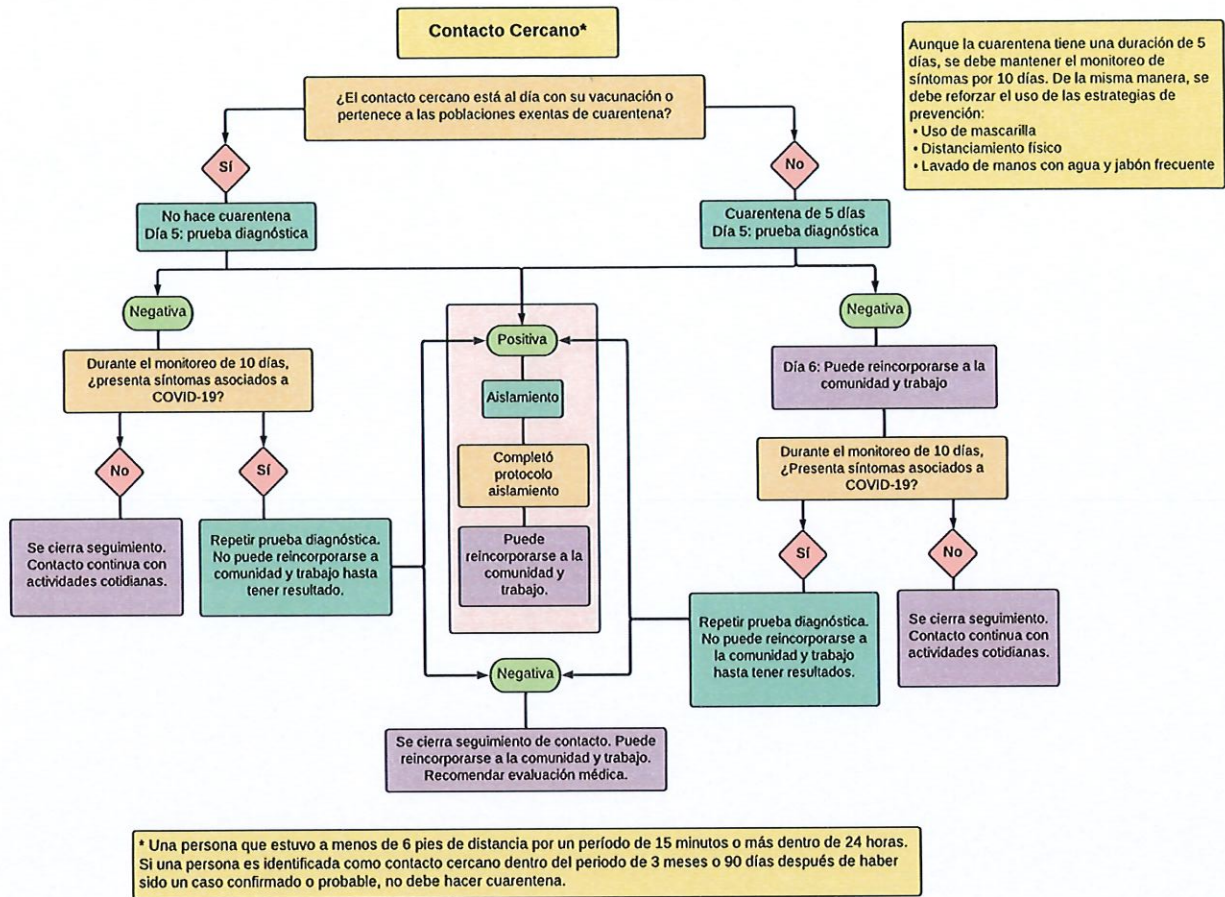 Contacto Cercano*
Aunque la cuarentena tiene una duración de 5
días, se debe mantener el monitoreo de
síntomas por 10 días. De la misma manera, se
debe reforzar el uso de las estrategias de
prevención:
• Uso de mascarilla
• Distanciamiento físico
• Lavado de manos con agua y jabón frecuente
¿El contacto cercano está al día con su vacunación o
pertenece a las poblaciones exentas de cuarentena?
Sí
No
No hace cuarentena
Día 5: prueba diagnóstica
Cuarentena de 5 días
Día 5: prueba diagnóstica
Negativa
Durante el monitoreo de 10 días,
¿presenta síntomas asociados a
COVID-19?
No
Sí
Se cierra seguimiento.
Contacto continua con
actividades cotidianas.
Repetir prueba diagnóstica.
No puede reincorporarse a
comunidad y trabajo hasta
tener resultado.
Positiva
Aislamiento
Completó
protocolo
aislamiento
Puede
reincorporarse a la
comunidad y
trabajo.
Negativa
Día 6: Puede reincorporarse a la
comunidad y trabajo
Durante el monitoreo de 10 días,
¿Presenta síntomas asociados a
COVID-19?
Sí
No
Repetir prueba diagnóstica.
No puede reincorporarse a
la comunidad y trabajo
hasta tener resultados.
Se cierra seguimiento.
Contacto continua con
actividades cotidianas.
Negativa
Se cierra seguimiento de contacto. Puede
reincorporarse a la comunidad y trabajo.
Recomendar evaluación médica.
* Una persona que estuvo a menos de 6 pies de distancia por un período de 15 minutos o más dentro de 24 horas.
Si una persona es identificada como contacto cercano dentro del periodo de 3 meses o 90 días después de haber
sido un caso confirmado o probable, no debe hacer cuarentena.